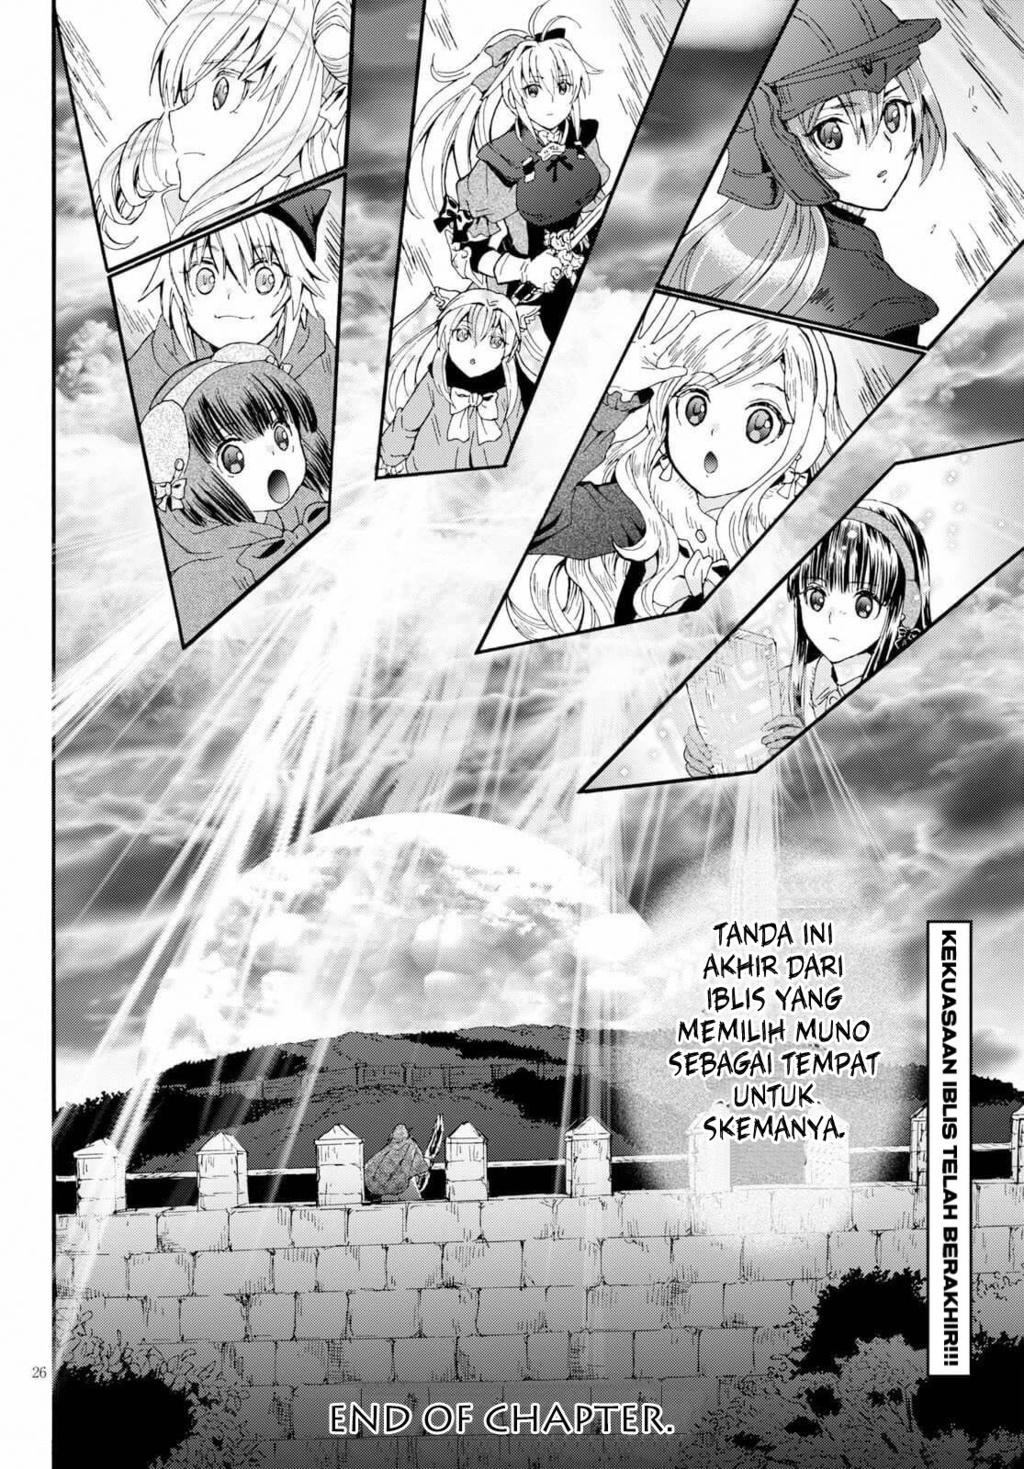 TANDA INI
AKHIR DARI
IBLIS YANG
MEMILIH MUNO
SEBAGAI TEMPAT
UNTUK
SKEMANYA.
KEKUASAAN IBLIS TELAH BERAKHIR!!!
26
END OF CHAPTER.